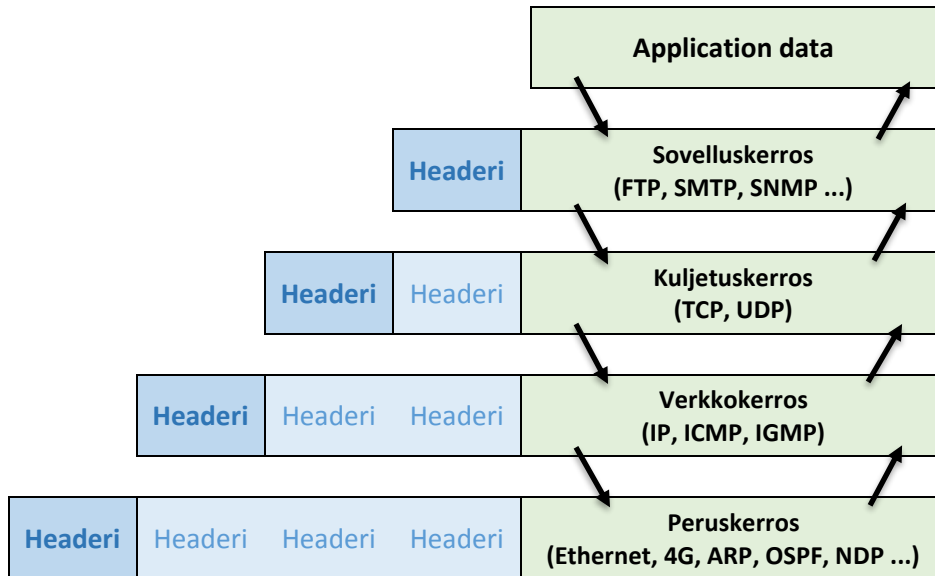 Application data
Headeri
Sovelluskerros
(FTP, SMTP, SNMP ...)
Headeri Headeri
Kuljetuskerros
(TCP, UDP)
Headeri Headeri Headeri
Verkkokerros
(IP, ICMP, IGMP)
Headeri Headeri Headeri Headeri
Peruskerros
(Ethernet, 4G, ARP, OSPF, NDP ...)